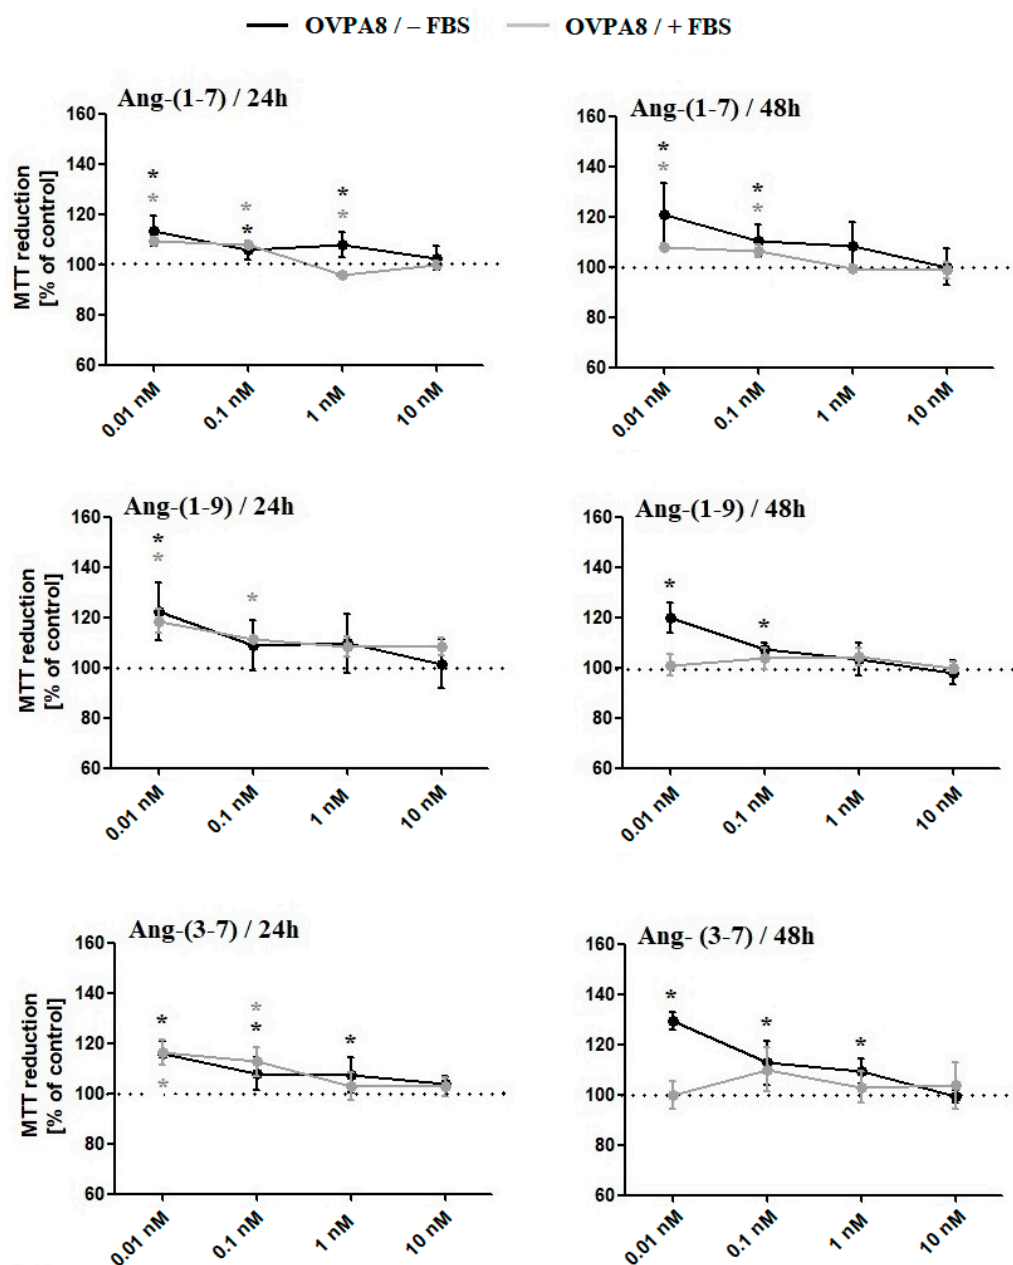 OVPA8 / – FBS OVPA8 / + FBS
Ang-(1-7) / 24h
MTT reduction
[% of control]
160
140
120
100
80
60
0.01 nM 0.1 nM 1 nM 10 nM
* * * * * *
Ang-(1-7) / 48h
160
140
120
100
80
60
0.01 nM 0.1 nM 1 nM 10 nM
* * * *
Ang-(1-9) / 24h
MTT reduction
[% of control]
160
140
120
100
80
60
0.01 nM 0.1 nM 1 nM 10 nM
* * *
Ang-(1-9) / 48h
160
140
120
100
80
60
0.01 nM 0.1 nM 1 nM 10 nM
* *
Ang-(3-7) / 24h
MTT reduction
[% of control]
160
140
120
100
80
60
0.01 nM 0.1 nM 1 nM 10 nM
* * * * *
Ang- (3-7) / 48h
160
140
120
100
80
60
0.01 nM 0.1 nM 1 nM 10 nM
* * *